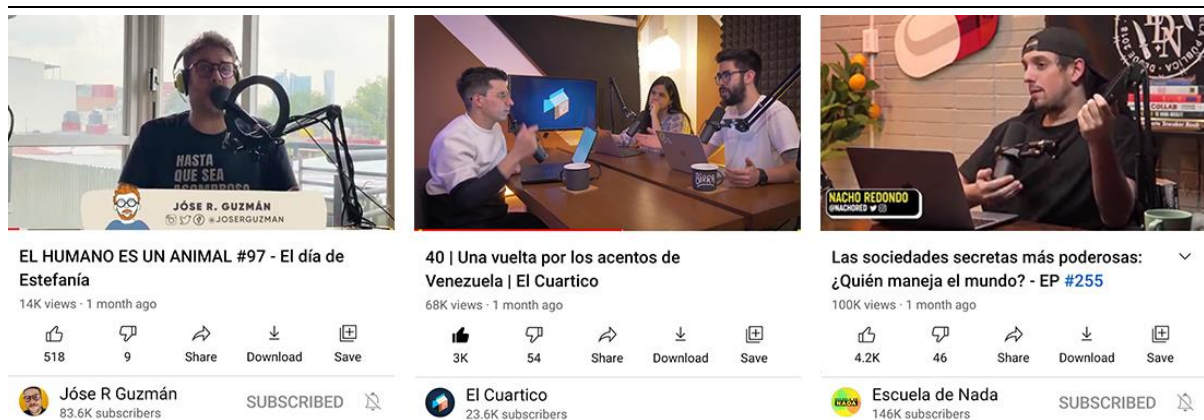 HASTA
QUE SEA
ASOMBROSO
JÓSE R. GUZMÁN
@JOSERGUZMAN
EL HUMANO ES UN ANIMAL #97 - El día de
Estefanía
14K views · 1 month ago
518
9
Share
Download
Save
Jóse R Guzmán
83.6K subscribers
SUBSCRIBED
BÍRRA
40 | Una vuelta por los acentos de
Venezuela | El Cuartico
68K views · 1 month ago
3K
54
Share
Download
Save
El Cuartico
23.6K subscribers
COLLAB
NACHO REDONDO
@NACHORED
Las sociedades secretas más poderosas:
¿Quién maneja el mundo? - EP #255
100K views · 1 month ago
4.2K
46
Share
Download
Save
NADA
Escuela de Nada
146K subscribers
SUBSCRIBED